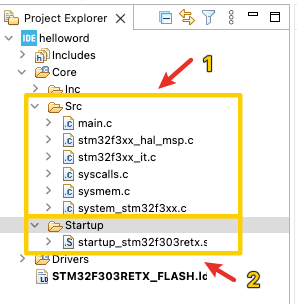 Project Explorer
IDE helloword
Includes
Core
Inc
1
Src
main.c
stm32f3xx_hal_msp.c
stm32f3xx_it.c
syscalls.c
sysmem.c
system_stm32f3xx.c
Startup
startup_stm32f303retx.s
2
Drivers
STM32F303RETX_FLASH.ld